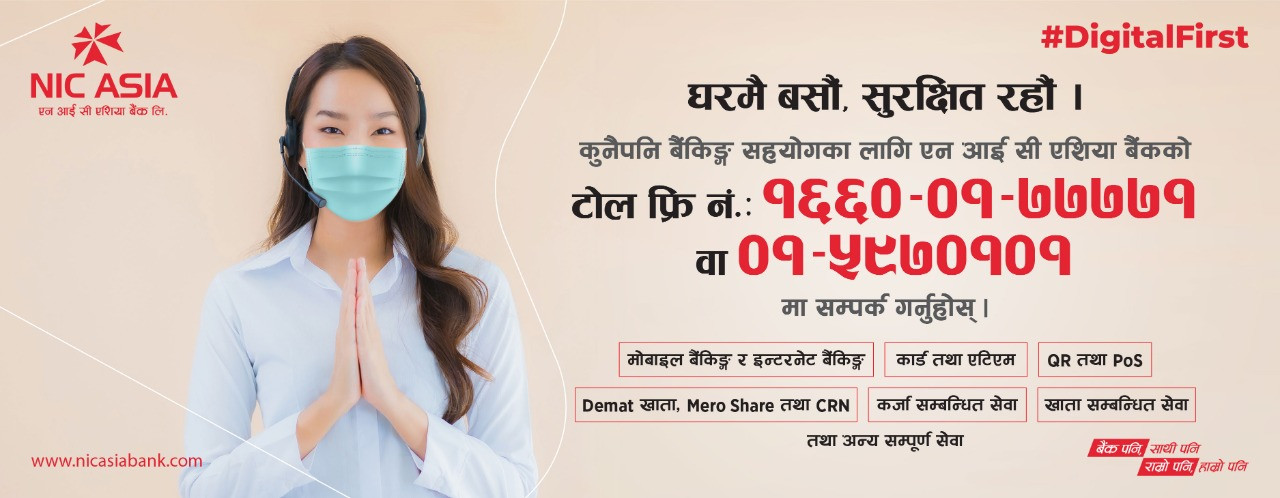 NIC ASIA
एन आई सी एशिया बैंक लि.
#DigitalFirst
घरमै बसौं, सुरक्षित रहौं ।
कुनैपनि बैंकिङ्ग सहयोगका लागि एन आई सी एशिया बैंकको
टोल फ्रि नं.: १६६०-०१-७७७७१
वा ०१-५९७०१०१
मा सम्पर्क गर्नुहोस् ।
मोबाइल बैंकिङ्ग र इन्टरनेट बैंकिङ्ग
कार्ड तथा एटिएम
QR तथा PoS
Demat खाता, Mero Share तथा CRN
कर्जा सम्बन्धित सेवा
खाता सम्बन्धित सेवा
तथा अन्य सम्पूर्ण सेवा
www.nicasiabank.com
बैंक पनि, साथी पनि
राम्रो पनि, हाम्रो पनि